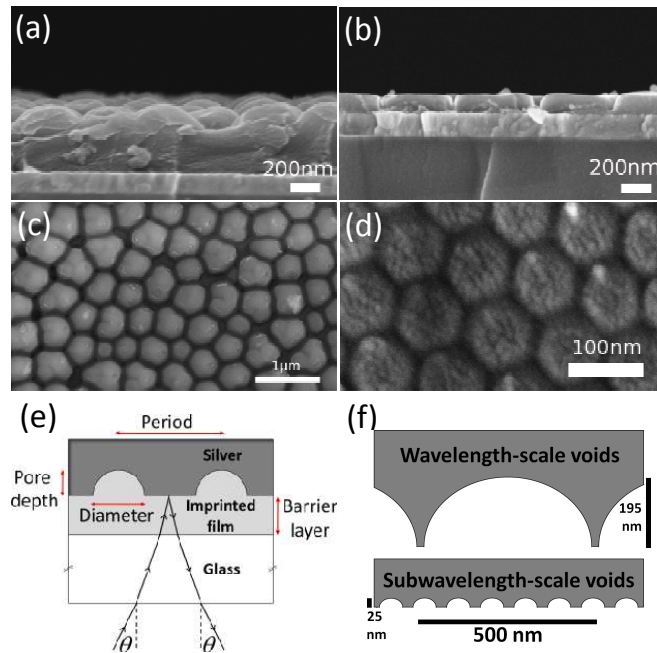 (a)
200nm
(b)
200nm
(c)
1μm
(d)
100nm
(e)
Period
Silver
Pore
depth
Diameter
Imprinted
film
Barrier
layer
Glass
θ
θ
(f)
Wavelength-scale voids
195
nm
Subwavelength-scale voids
25
nm
500 nm